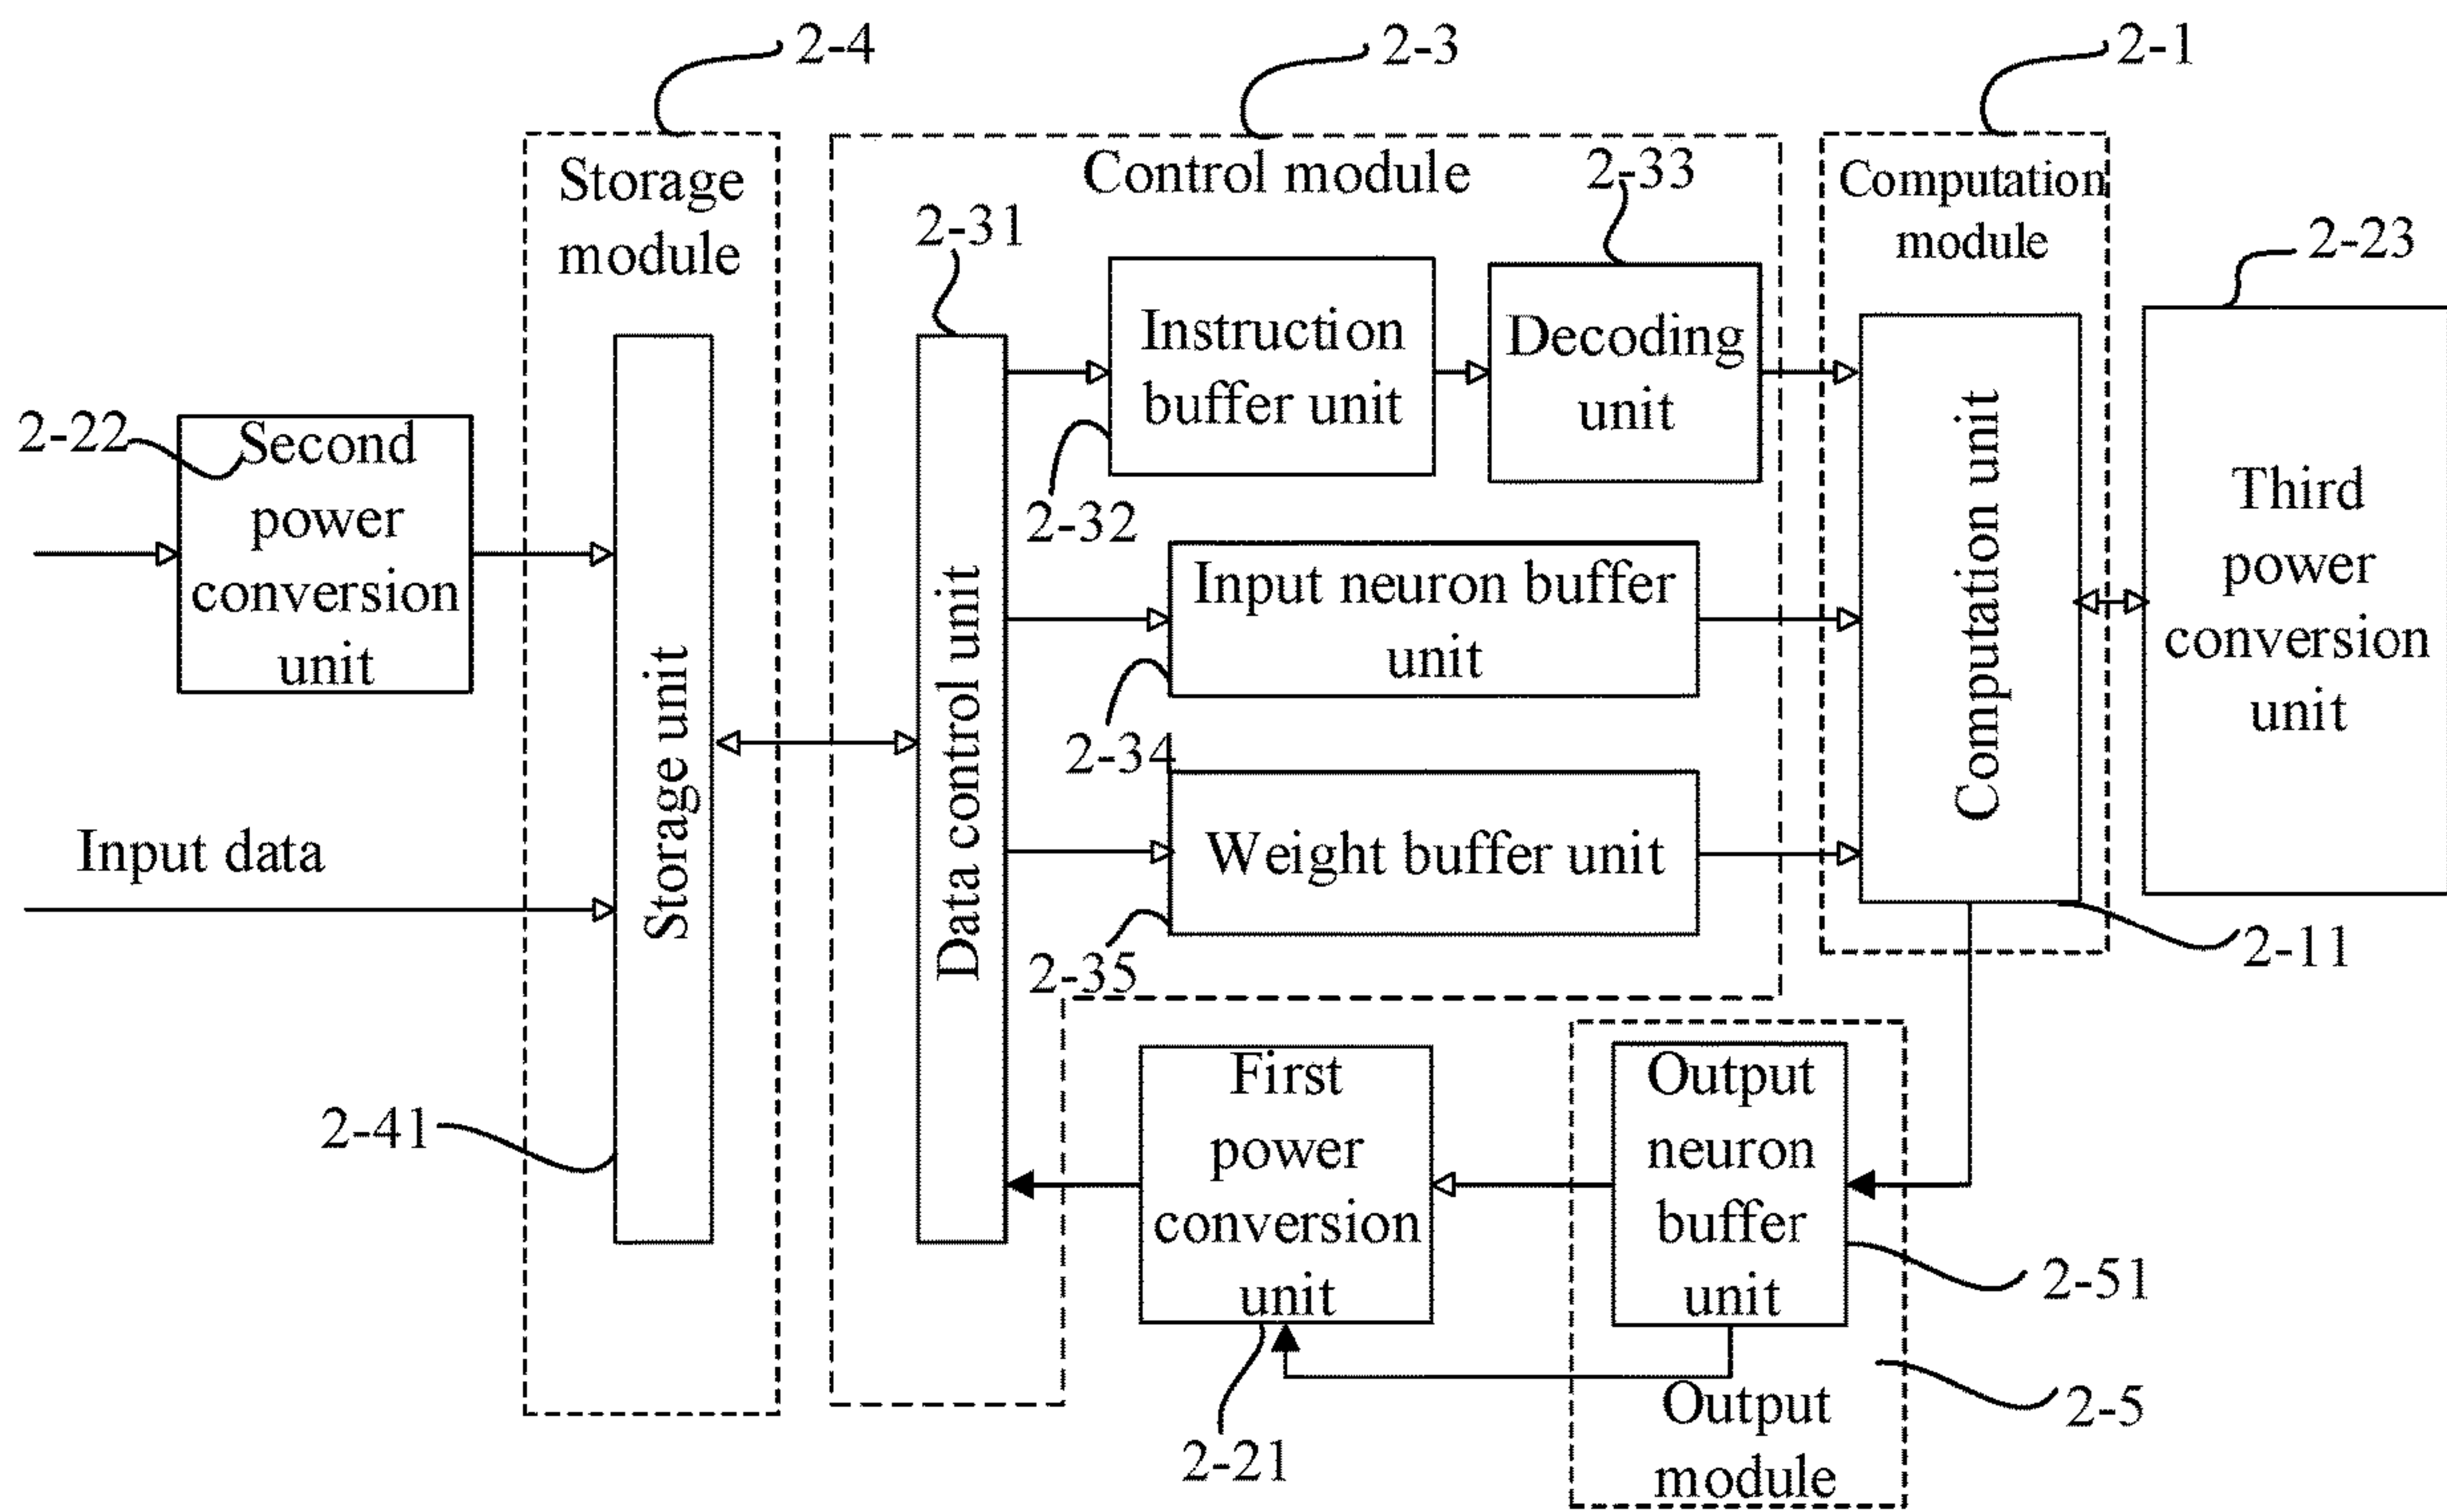 2-4
2-3
2-1
Storage
module
Control module
2-33
Computation
module
2-31
2-23
Instruction
buffer unit
Decoding
unit
2-22
Second
power
conversion
unit
2-32
Third
power
conversion
unit
Input neuron buffer
unit
Computation unit
Storage unit
Data control unit
2-34
Input data
Weight buffer unit
2-35
2-11
2-41
First
power
conversion
unit
Output
neuron
buffer
unit
2-51
2-5
2-21
Output
module